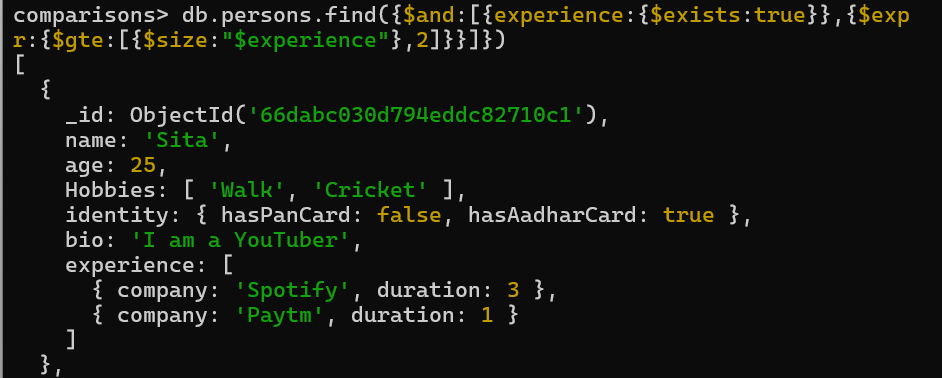 comparisons> db.persons.find({$and:[{experience:{$exists:true}},{$exp
r:{$gte:[{$size:"$experience"},2]}}]})
[
  {
    _id: ObjectId('66dabc030d794eddc82710c1'),
    name: 'Sita',
    age: 25,
    Hobbies: [ 'Walk', 'Cricket' ],
    identity: { hasPanCard: false, hasAadharCard: true },
    bio: 'I am a YouTuber',
    experience: [
      { company: 'Spotify', duration: 3 },
      { company: 'Paytm', duration: 1 }
    ]
  },